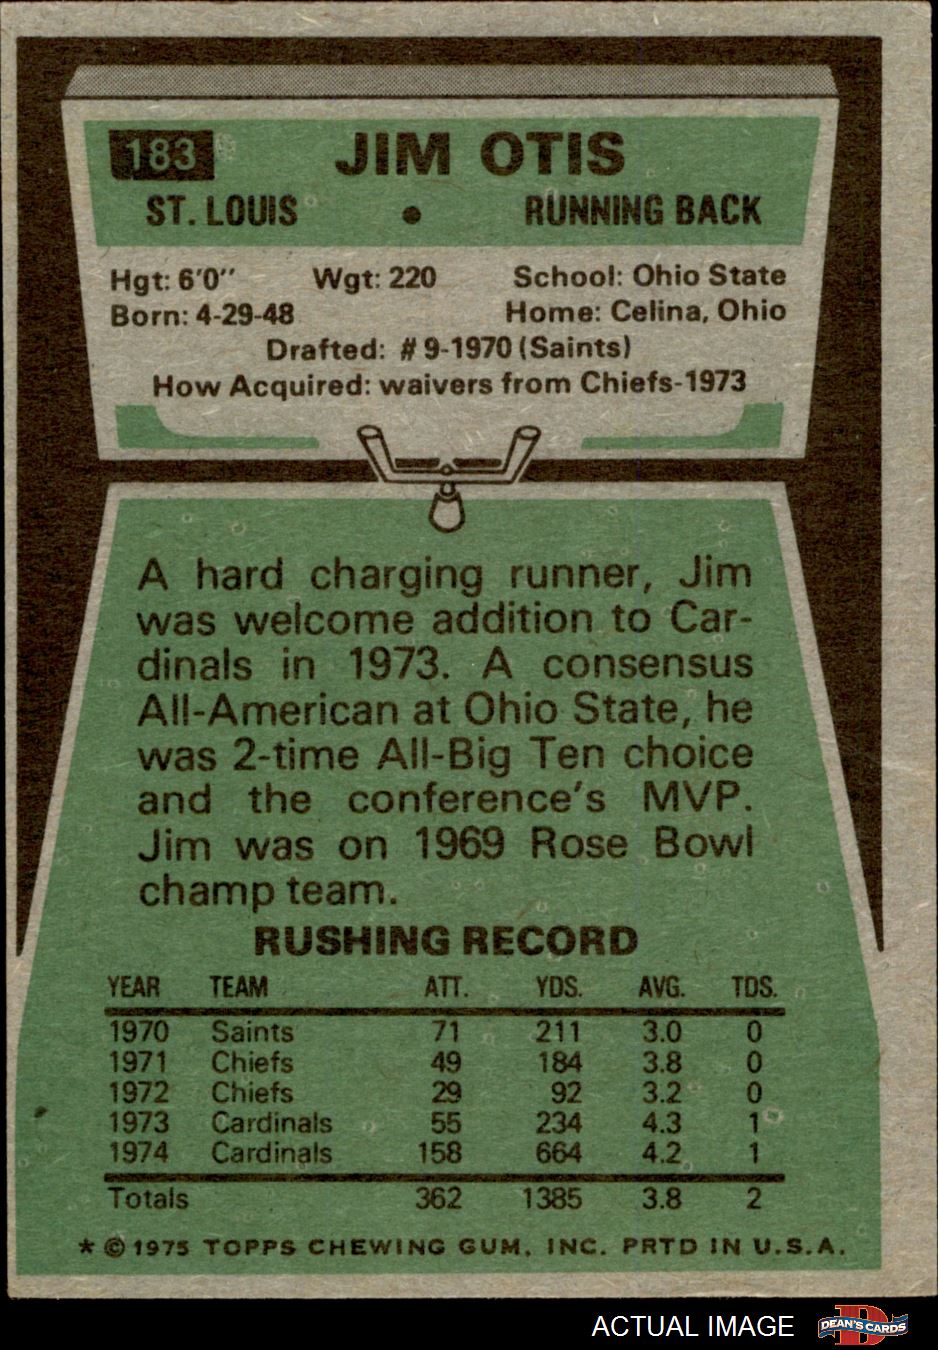 183 JIM OTIS
ST. LOUIS • RUNNING BACK
Hgt: 6'0" Wgt: 220 School: Ohio State
Born: 4-29-48 Home: Celina, Ohio
Drafted: #9-1970 (Saints)
How Acquired: waivers from Chiefs-1973
A hard charging runner, Jim
was welcome addition to Car-
dinals in 1973. A consensus
All-American at Ohio State, he
was 2-time All-Big Ten choice
and the conference's MVP.
Jim was on 1969 Rose Bowl
champ team.
RUSHING RECORD
YEAR TEAM ATT. YDS. AVG. TDS.
1970 Saints 71 211 3.0 0
1971 Chiefs 49 184 3.8 0
1972 Chiefs 29 92 3.2 0
1973 Cardinals 55 234 4.3 1
1974 Cardinals 158 664 4.2 1
Totals 362 1385 3.8 2
* © 1975 TOPPS CHEWING GUM, INC. PRTD IN U.S.A.
ACTUAL IMAGE D DEAN'S CARDS